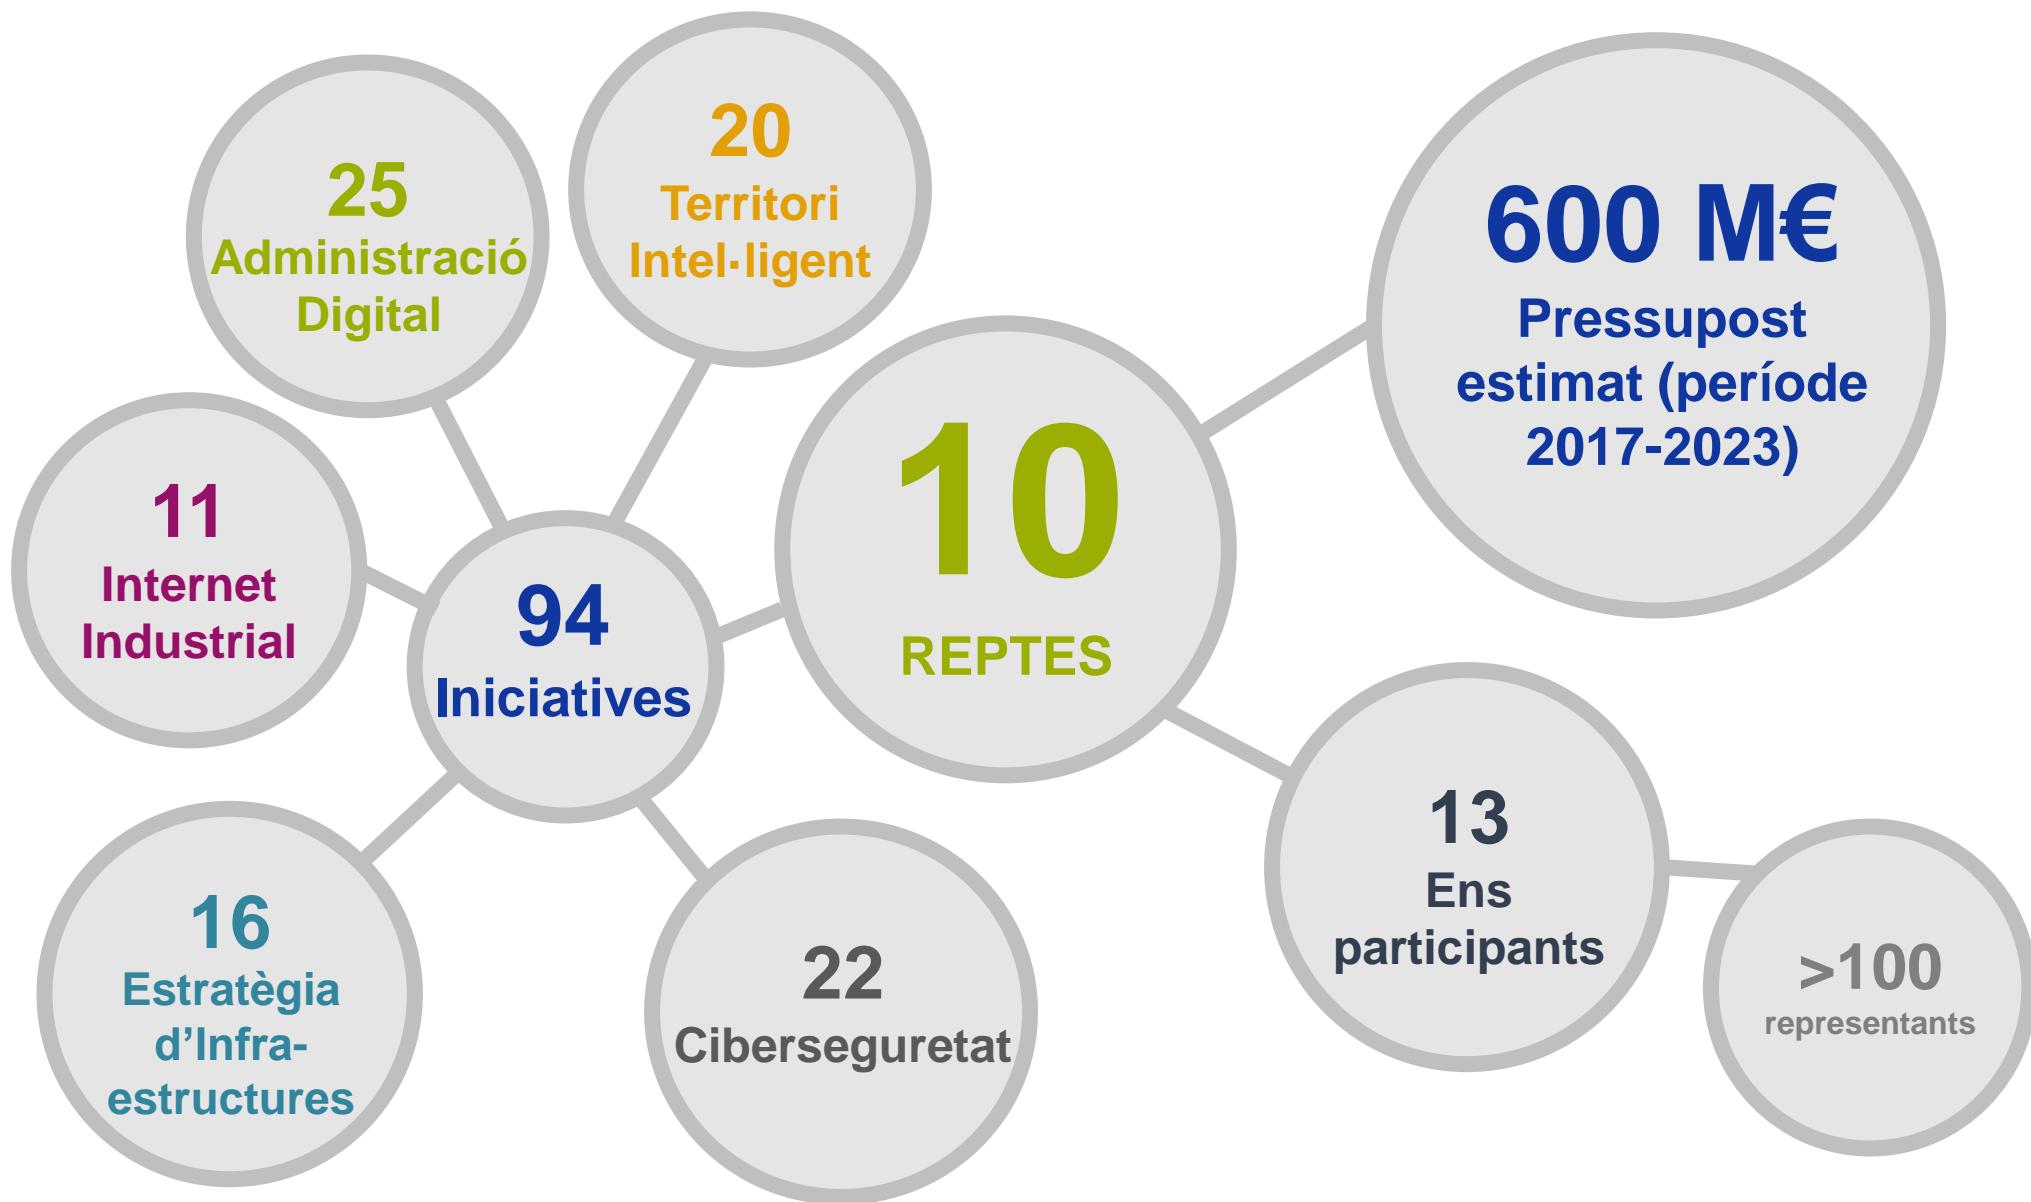 20
Territori
Intel·ligent
25
Administració
Digital
600 M€
Pressupost
estimat (període
2017-2023)
10
REPTES
11
Internet
Industrial
94
Iniciatives
13
Ens
participants
16
Estratègia
d’Infra-
estructures
22
Ciberseguretat
>100
representants